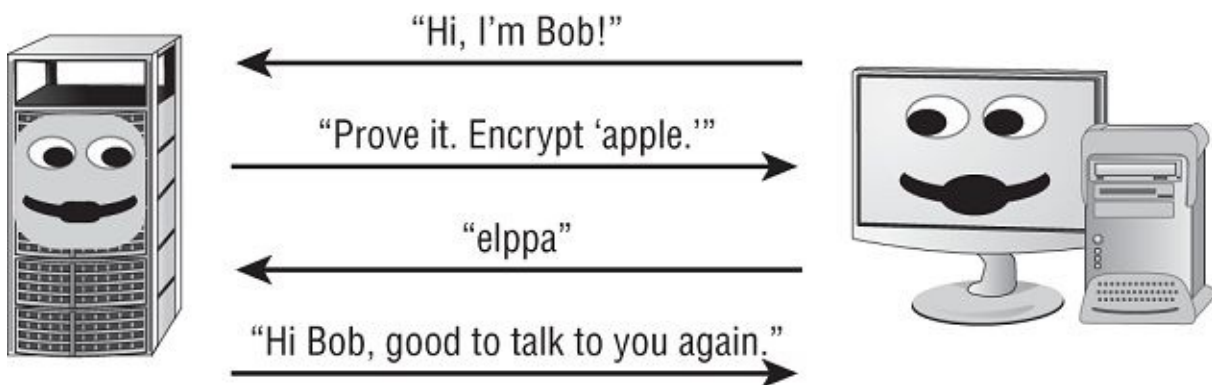 “Hi, I’m Bob!”
“Prove it. Encrypt ‘apple.’”
“elppa”
“Hi Bob, good to talk to you again.”